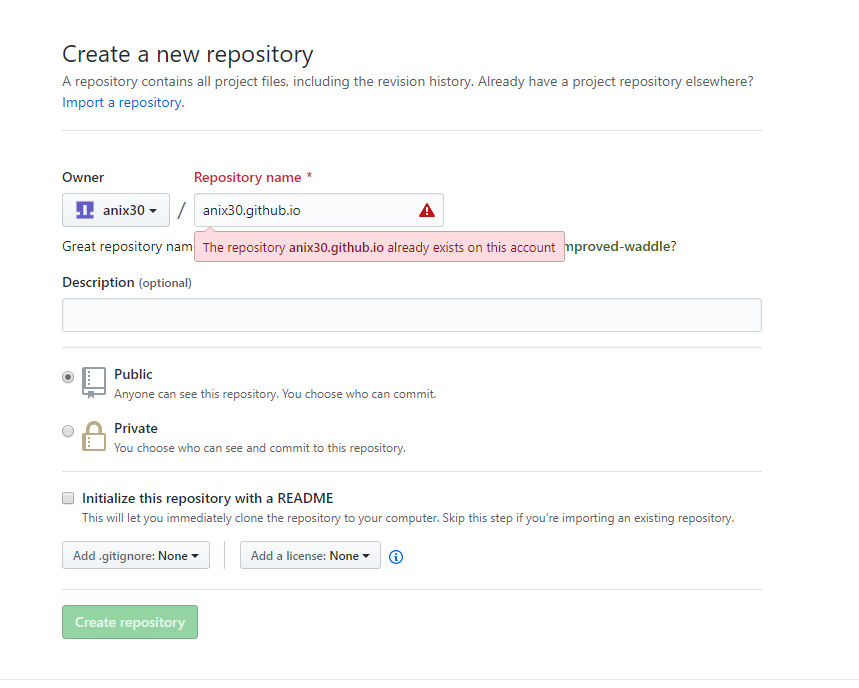 Create a new repository
A repository contains all project files, including the revision history. Already have a project repository elsewhere?
Import a repository.
Owner
Repository name *
anix30
/
anix30.github.io
Great repository nam
The repository anix30.github.io already exists on this account
mproved-waddle?
Description (optional)
Public
Anyone can see this repository. You choose who can commit.
Private
You choose who can see and commit to this repository.
Initialize this repository with a README
This will let you immediately clone the repository to your computer. Skip this step if you’re importing an existing repository.
Add .gitignore: None
Add a license: None
Create repository